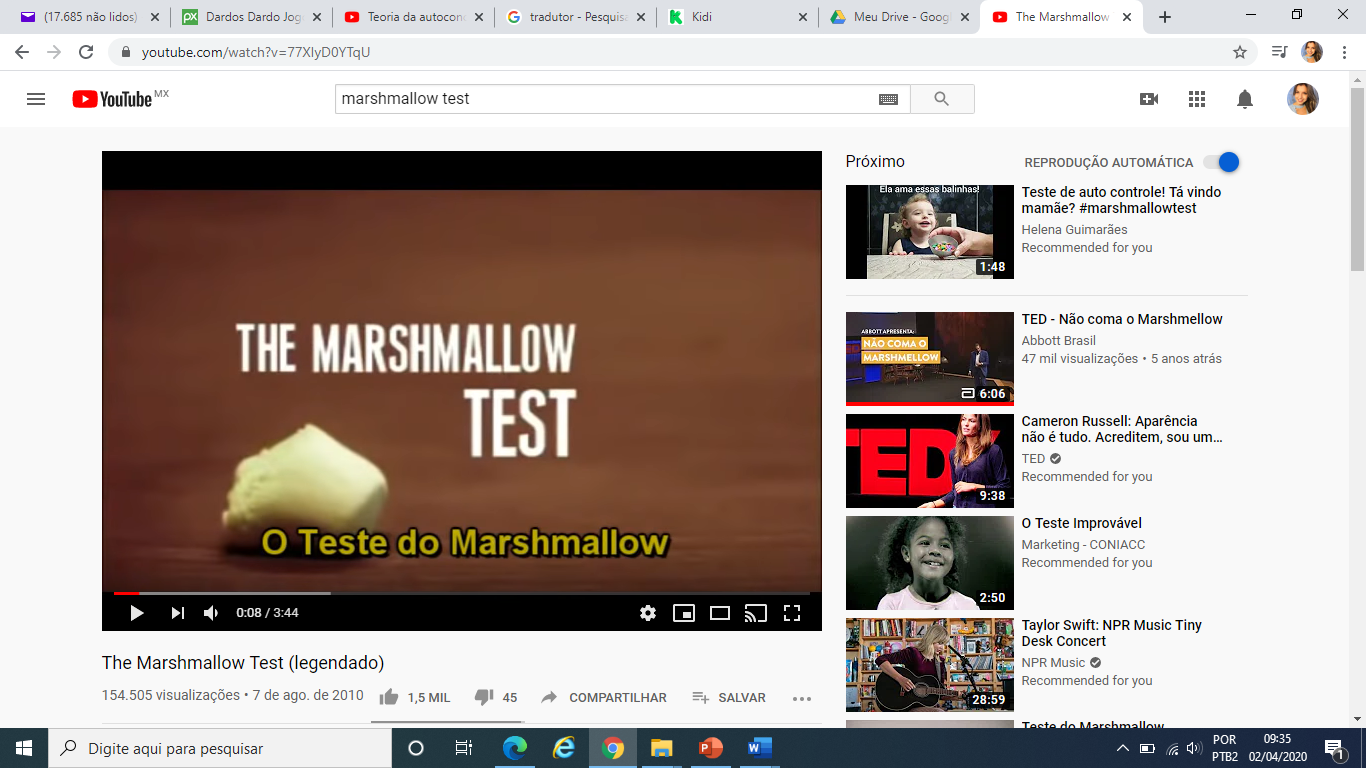 (17.685 não lidos)
Dardos Dardo Jog
Teoria da autocon
tradutor - Pesquisa
Kidi
Meu Drive - Goog
The Marshmallow
youtube.com/watch?v=77XIyD0YTqU
YouTube MX
marshmallow test
THE MARSHMALLOW
TEST
O Teste do Marshmallow
0:08 / 3:44
The Marshmallow Test (legendado)
154.505 visualizações • 7 de ago. de 2010
1,5 MIL
45
COMPARTILHAR
SALVAR
Próximo
REPRODUÇÃO AUTOMÁTICA
Ela ama essas balinhas!
1:48
Teste de auto controle! Tá vindo
mamãe? #marshmallowtest
Helena Guimarães
Recommended for you
ABBOTT APRESENTA:
NÃO COMA O
MARSHMELLOW
6:06
TED - Não coma o Marshmellow
Abbott Brasil
47 mil visualizações • 5 anos atrás
TED
9:38
Cameron Russell: Aparência
não é tudo. Acreditem, sou um...
TED
Recommended for you
2:50
O Teste Improvável
Marketing - CONIACC
Recommended for you
28:59
Taylor Swift: NPR Music Tiny
Desk Concert
NPR Music
Recommended for you
Teste do Marshmallow
Digite aqui para pesquisar
POR
PTB2
09:35
02/04/2020
1